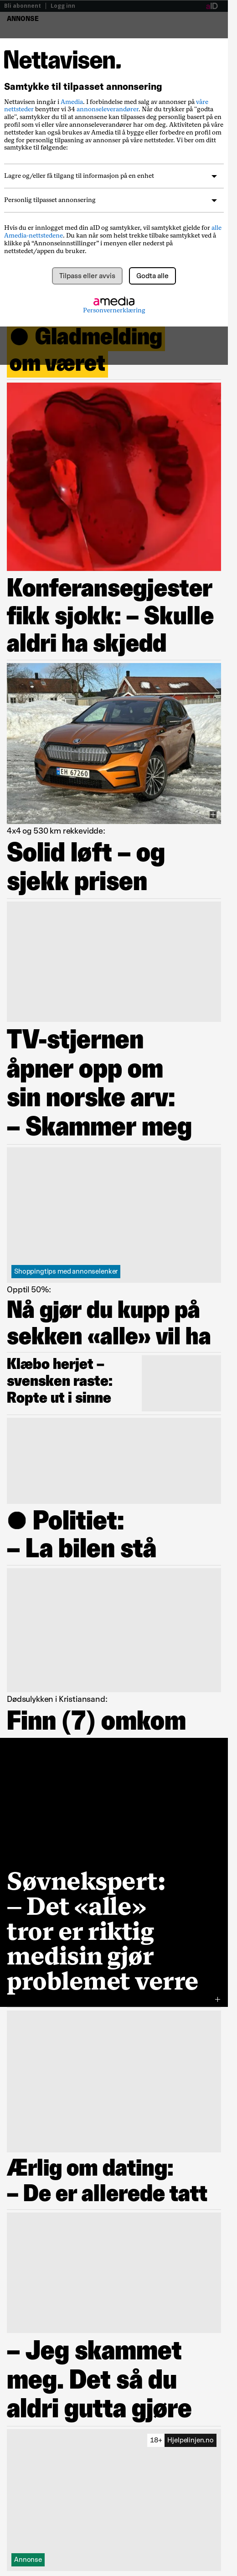 Bli abonnent | Logg inn
aID
ANNONSE
Nettavisen.
Samtykke til tilpasset annonsering
Nettavisen inngår i Amedia. I forbindelse med salg av annonser på våre
nettsteder benytter vi 34 annonseleverandører. Når du trykker på "godta
alle", samtykker du til at annonsene kan tilpasses deg personlig basert på en
profil om deg eller dine våre annonsører har om deg. Aktiviteten din på våre
nettsteder kan også brukes av Amedia til å bygge eller forbedre en profil om
deg for personlig tilpasning av annonser på våre nettsteder. Vi ber om ditt
samtykke til følgende:
Lagre og/eller få tilgang til informasjon på en enhet
Personlig tilpasset annonsering
Hvis du er innlogget med din aID og samtykker, vil samtykket gjelde for alle
Amedia-nettstedene. Du kan når som helst trekke tilbake samtykket ved å
klikke på “Annonseinnstillinger” i menyen eller nederst på
nettstedet/appen du bruker.
Tilpass eller avvis
Godta alle
amedia
Personvernerklæring
● Gladmelding
om været
Konferansegjester
fikk sjokk: – Skulle
aldri ha skjedd
EH 67260
4x4 og 530 km rekkevidde:
Solid løft – og
sjekk prisen
TV-stjernen
åpner opp om
sin norske arv:
– Skammer meg
Shoppingtips med annonselenker
Opptil 50%:
Nå gjør du kupp på
sekken «alle» vil ha
Klæbo herjet –
svensken raste:
Ropte ut i sinne
● Politiet:
– La bilen stå
Dødsulykken i Kristiansand:
Finn (7) omkom
Søvnekspert:
– Det «alle»
tror er riktig
medisin gjør
problemet verre
+
Ærlig om dating:
– De er allerede tatt
– Jeg skammet
meg. Det så du
aldri gutta gjøre
18+ Hjelpelinjen.no
Annonse